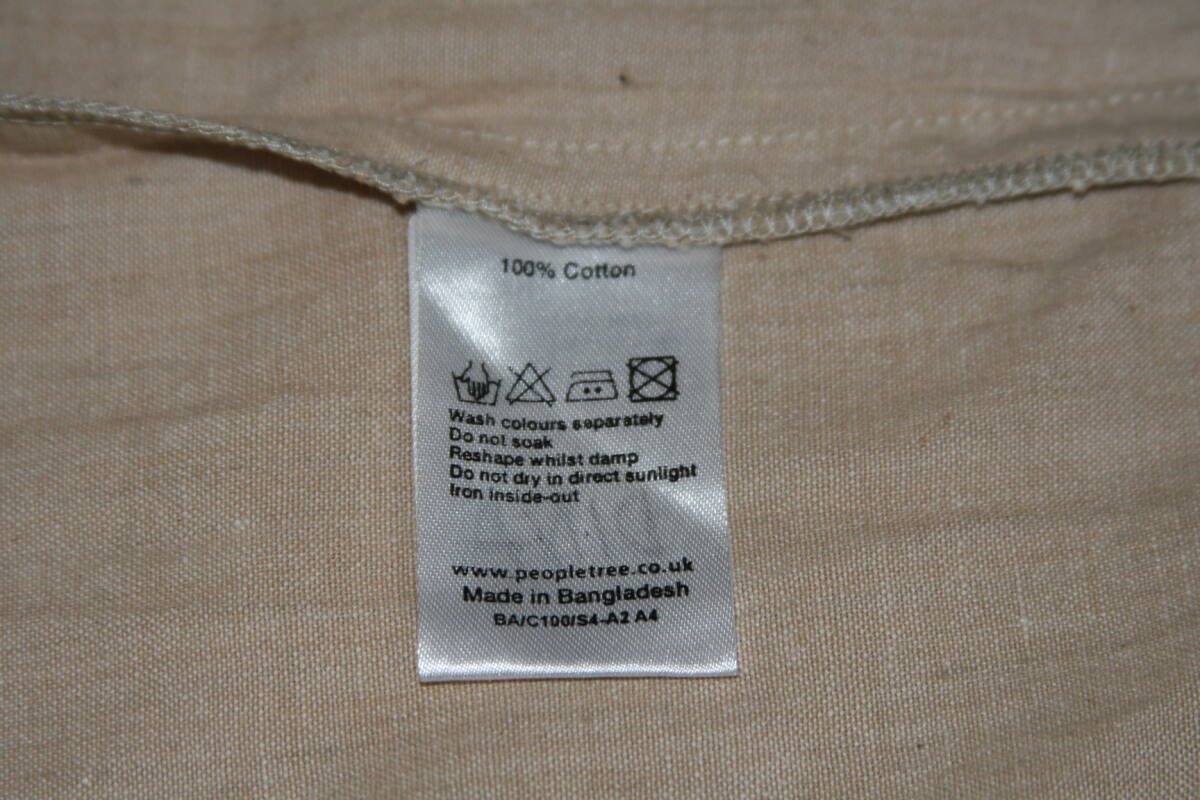 100% Cotton
Wash colours separately
Do not soak
Reshape whilst damp
Do not dry in direct sunlight
Iron inside-out
www.peopletree.co.uk
Made in Bangladesh
BA/C100/S4-A2 A4